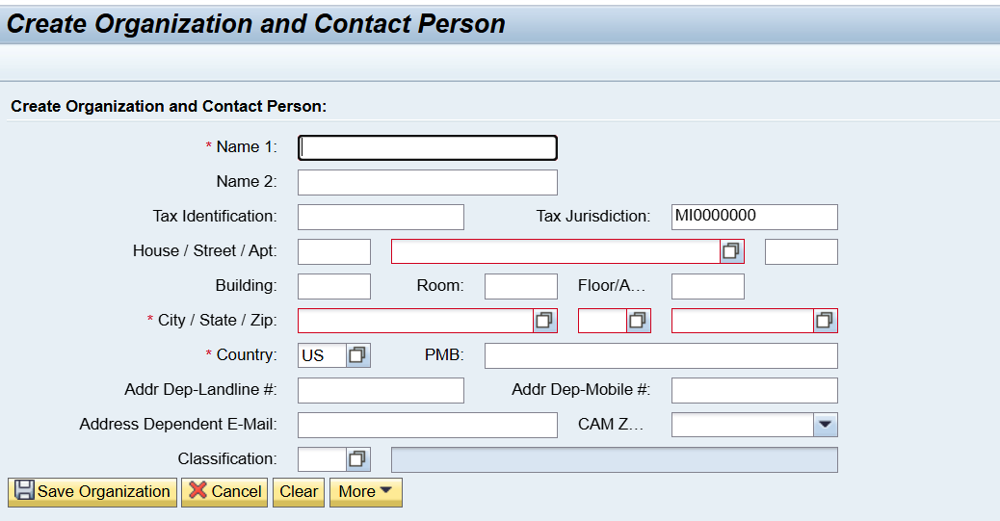 Create Organization and Contact Person
Create Organization and Contact Person:
* Name 1:
Name 2:
Tax Identification: Tax Jurisdiction: MI0000000
House / Street / Apt:
Building: Room: Floor/A...
* City / State / Zip:
* Country: US PMB:
Addr Dep-Landline #: Addr Dep-Mobile #:
Address Dependent E-Mail: CAM Z...
Classification:
Save Organization Cancel Clear More